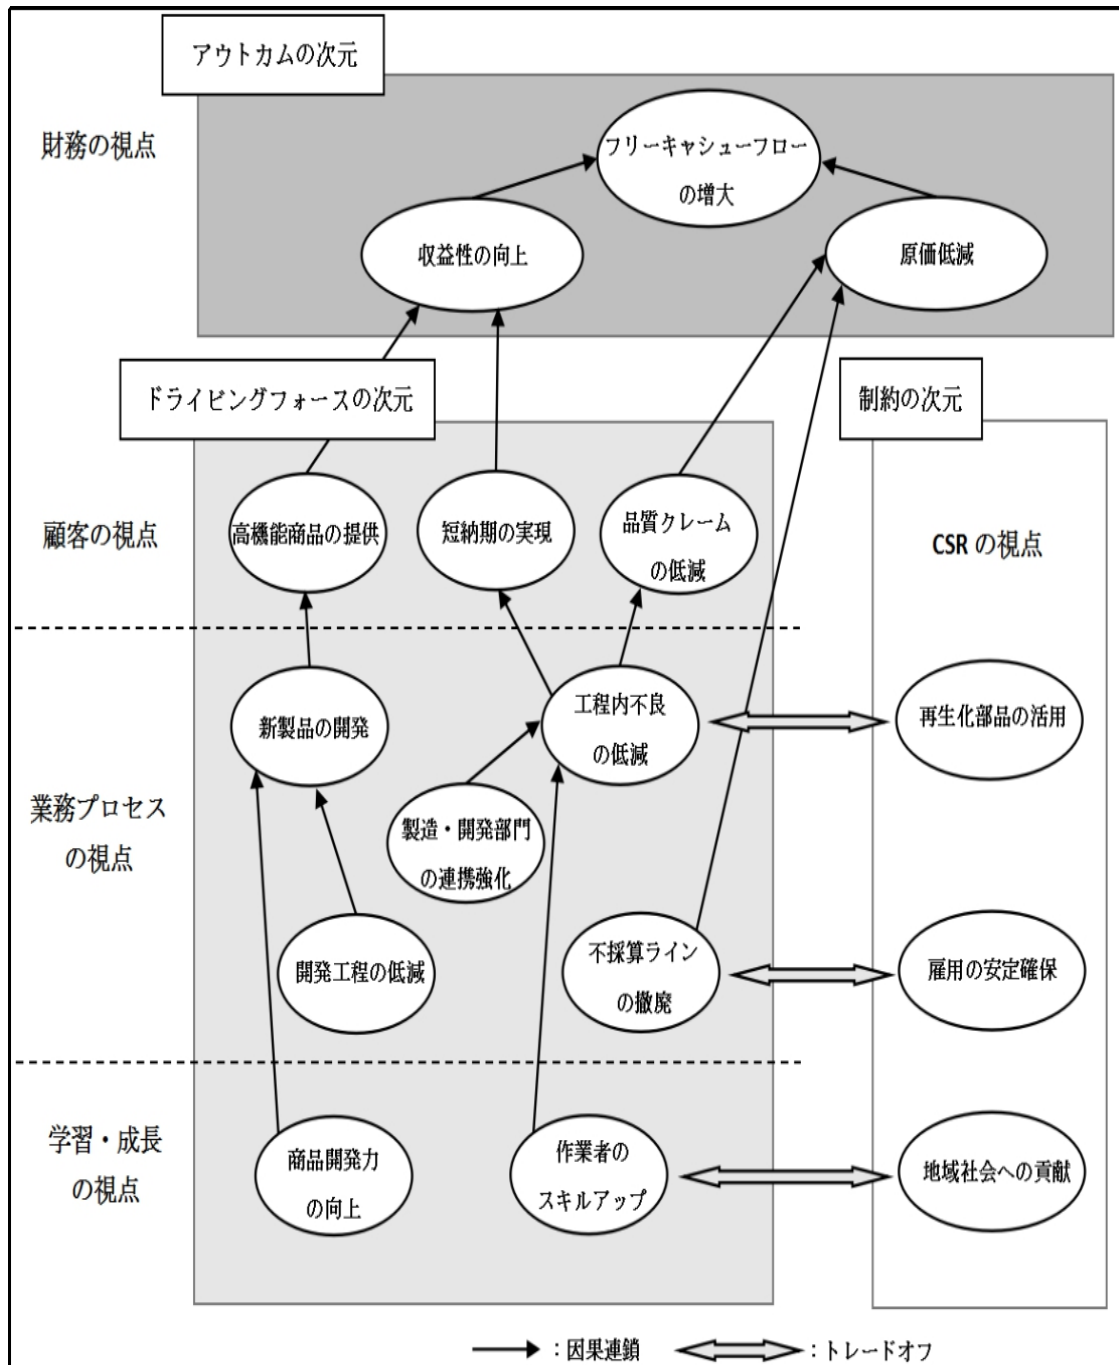 アウトカムの次元
財務の視点
フリーキャシューフロー
の増大
収益性の向上
原価低減
ドライビングフォースの次元
制約の次元
顧客の視点
高機能商品の提供
短納期の実現
品質クレーム
の低減
CSR の視点
業務プロセス
の視点
新製品の開発
工程内不良
の低減
再生化部品の活用
製造・開発部門
の連携強化
開発工程の低減
不採算ライン
の撤廃
雇用の安定確保
学習・成長
の視点
商品開発力
の向上
作業者の
スキルアップ
地域社会への貢献
：因果連鎖
：トレードオフ